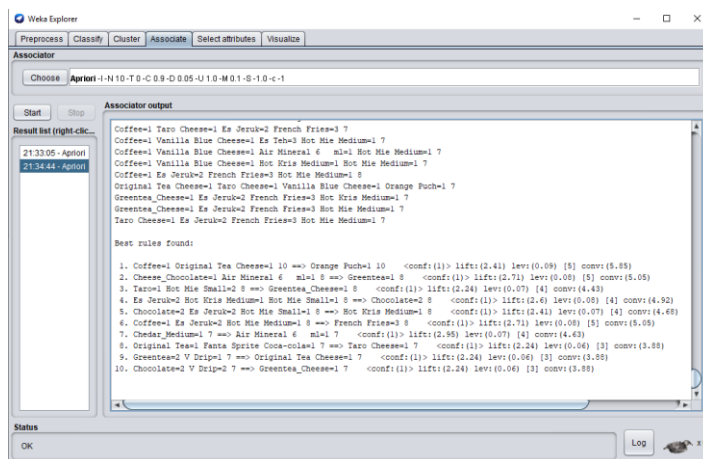 Weka Explorer
Preprocess Classify Cluster Associate Select attributes Visualize
Associator
Choose Apriori -I -N 10 -T 0 -C 0.9 -D 0.05 -U 1.0 -M 0.1 -S -1.0 -c -1
Start Stop
Associator output
Result list (right-clic...
21:33:05 - Apriori
21:34:44 - Apriori
Coffee=1 Taro Cheese=1 Es Jeruk=2 French Fries=3 7
Coffee=1 Vanilla Blue Cheese=1 Es Teh=3 Hot Mie Medium=1 7
Coffee=1 Vanilla Blue Cheese=1 Air Mineral 6   ml=1 Hot Mie Medium=1 7
Coffee=1 Vanilla Blue Cheese=1 Hot Kris Medium=1 Hot Mie Medium=1 7
Coffee=1 Es Jeruk=2 French Fries=3 Hot Mie Medium=1 8
Original Tea Cheese=1 Taro Cheese=1 Vanilla Blue Cheese=1 Orange Puch=1 7
Greentea_Cheese=1 Es Jeruk=2 French Fries=3 Hot Kris Medium=1 7
Greentea_Cheese=1 Es Jeruk=2 French Fries=3 Hot Mie Medium=1 7
Taro Cheese=1 Es Jeruk=2 French Fries=3 Hot Mie Medium=1 7
Best rules found:
1. Coffee=1 Original Tea Cheese=1 10 ==> Orange Puch=1 10    <conf:(1)> lift:(2.41) lev:(0.09) [5] conv:(5.85)
2. Cheese_Chocolate=1 Air Mineral 6   ml=1 8 ==> Greentea=1 8    <conf:(1)> lift:(2.71) lev:(0.08) [5] conv:(5.05)
3. Taro=1 Hot Mie Small=2 8 ==> Greentea_Cheese=1 8    <conf:(1)> lift:(2.24) lev:(0.07) [4] conv:(4.43)
4. Es Jeruk=2 Hot Kris Medium=1 Hot Mie Small=1 8 ==> Chocolate=2 8    <conf:(1)> lift:(2.6) lev:(0.08) [4] conv:(4.92)
5. Chocolate=2 Es Jeruk=2 Hot Mie Small=1 8 ==> Hot Kris Medium=1 8    <conf:(1)> lift:(2.41) lev:(0.07) [4] conv:(4.68)
6. Coffee=1 Es Jeruk=2 Hot Mie Medium=1 8 ==> French Fries=3 8    <conf:(1)> lift:(2.71) lev:(0.08) [5] conv:(5.05)
7. Chedar_Medium=1 7 ==> Air Mineral 6   ml=1 7    <conf:(1)> lift:(2.95) lev:(0.07) [4] conv:(4.63)
8. Original Tea=1 Fanta Sprite Coca-cola=1 7 ==> Taro Cheese=1 7    <conf:(1)> lift:(2.24) lev:(0.06) [3] conv:(3.88)
9. Greentea=2 V Drip=1 7 ==> Original Tea Cheese=1 7    <conf:(1)> lift:(2.24) lev:(0.06) [3] conv:(3.88)
10. Chocolate=2 V Drip=2 7 ==> Greentea_Cheese=1 7    <conf:(1)> lift:(2.24) lev:(0.06) [3] conv:(3.88)
Status
OK
Log
x